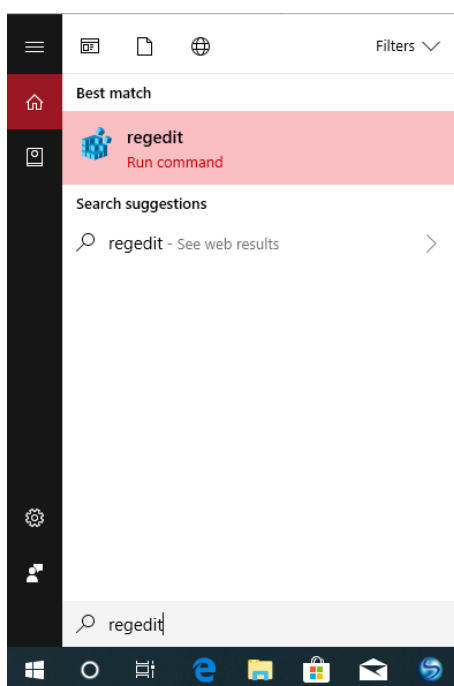 Filters
Best match
regedit
Run command
Search suggestions
regedit - See web results
regedit